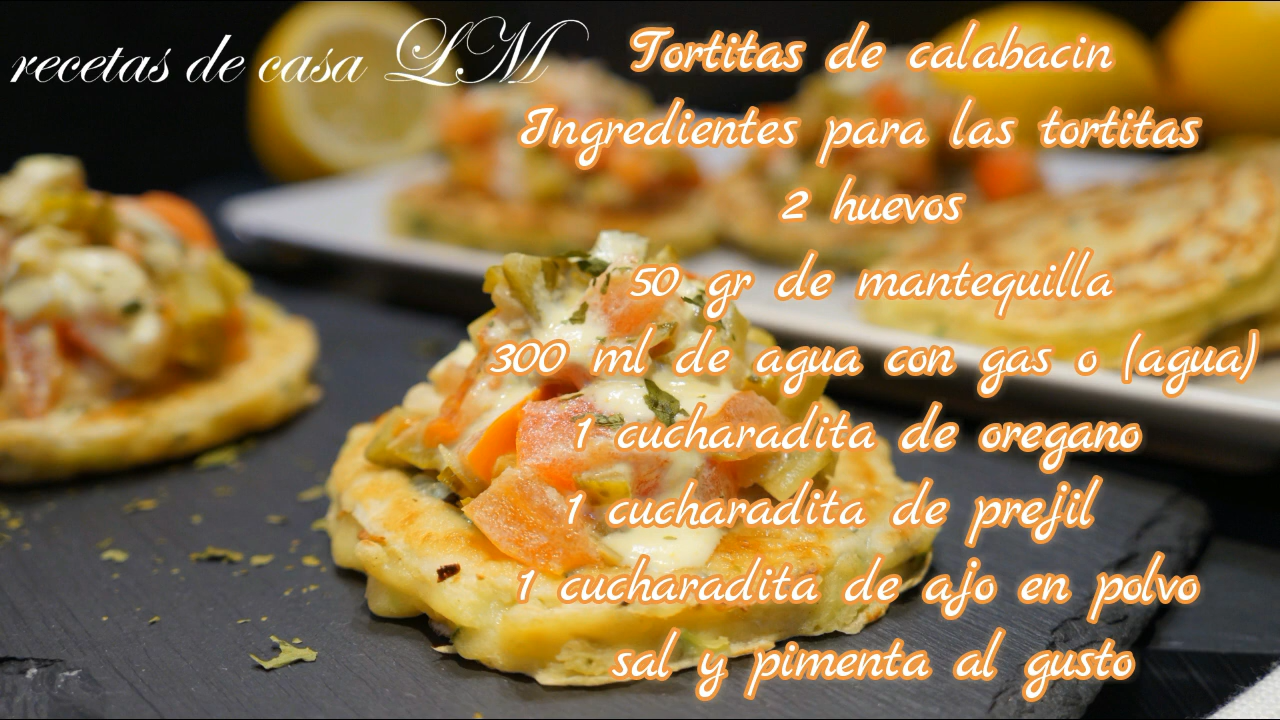 recetas de casa LM
Tortitas de calabacin
Ingredientes para las tortitas
2 huevos
50 gr de mantequilla
300 ml de agua con gas o (agua)
1 cucharadita de oregano
1 cucharadita de prejil
1 cucharadita de ajo en polvo
sal y pimenta al gusto